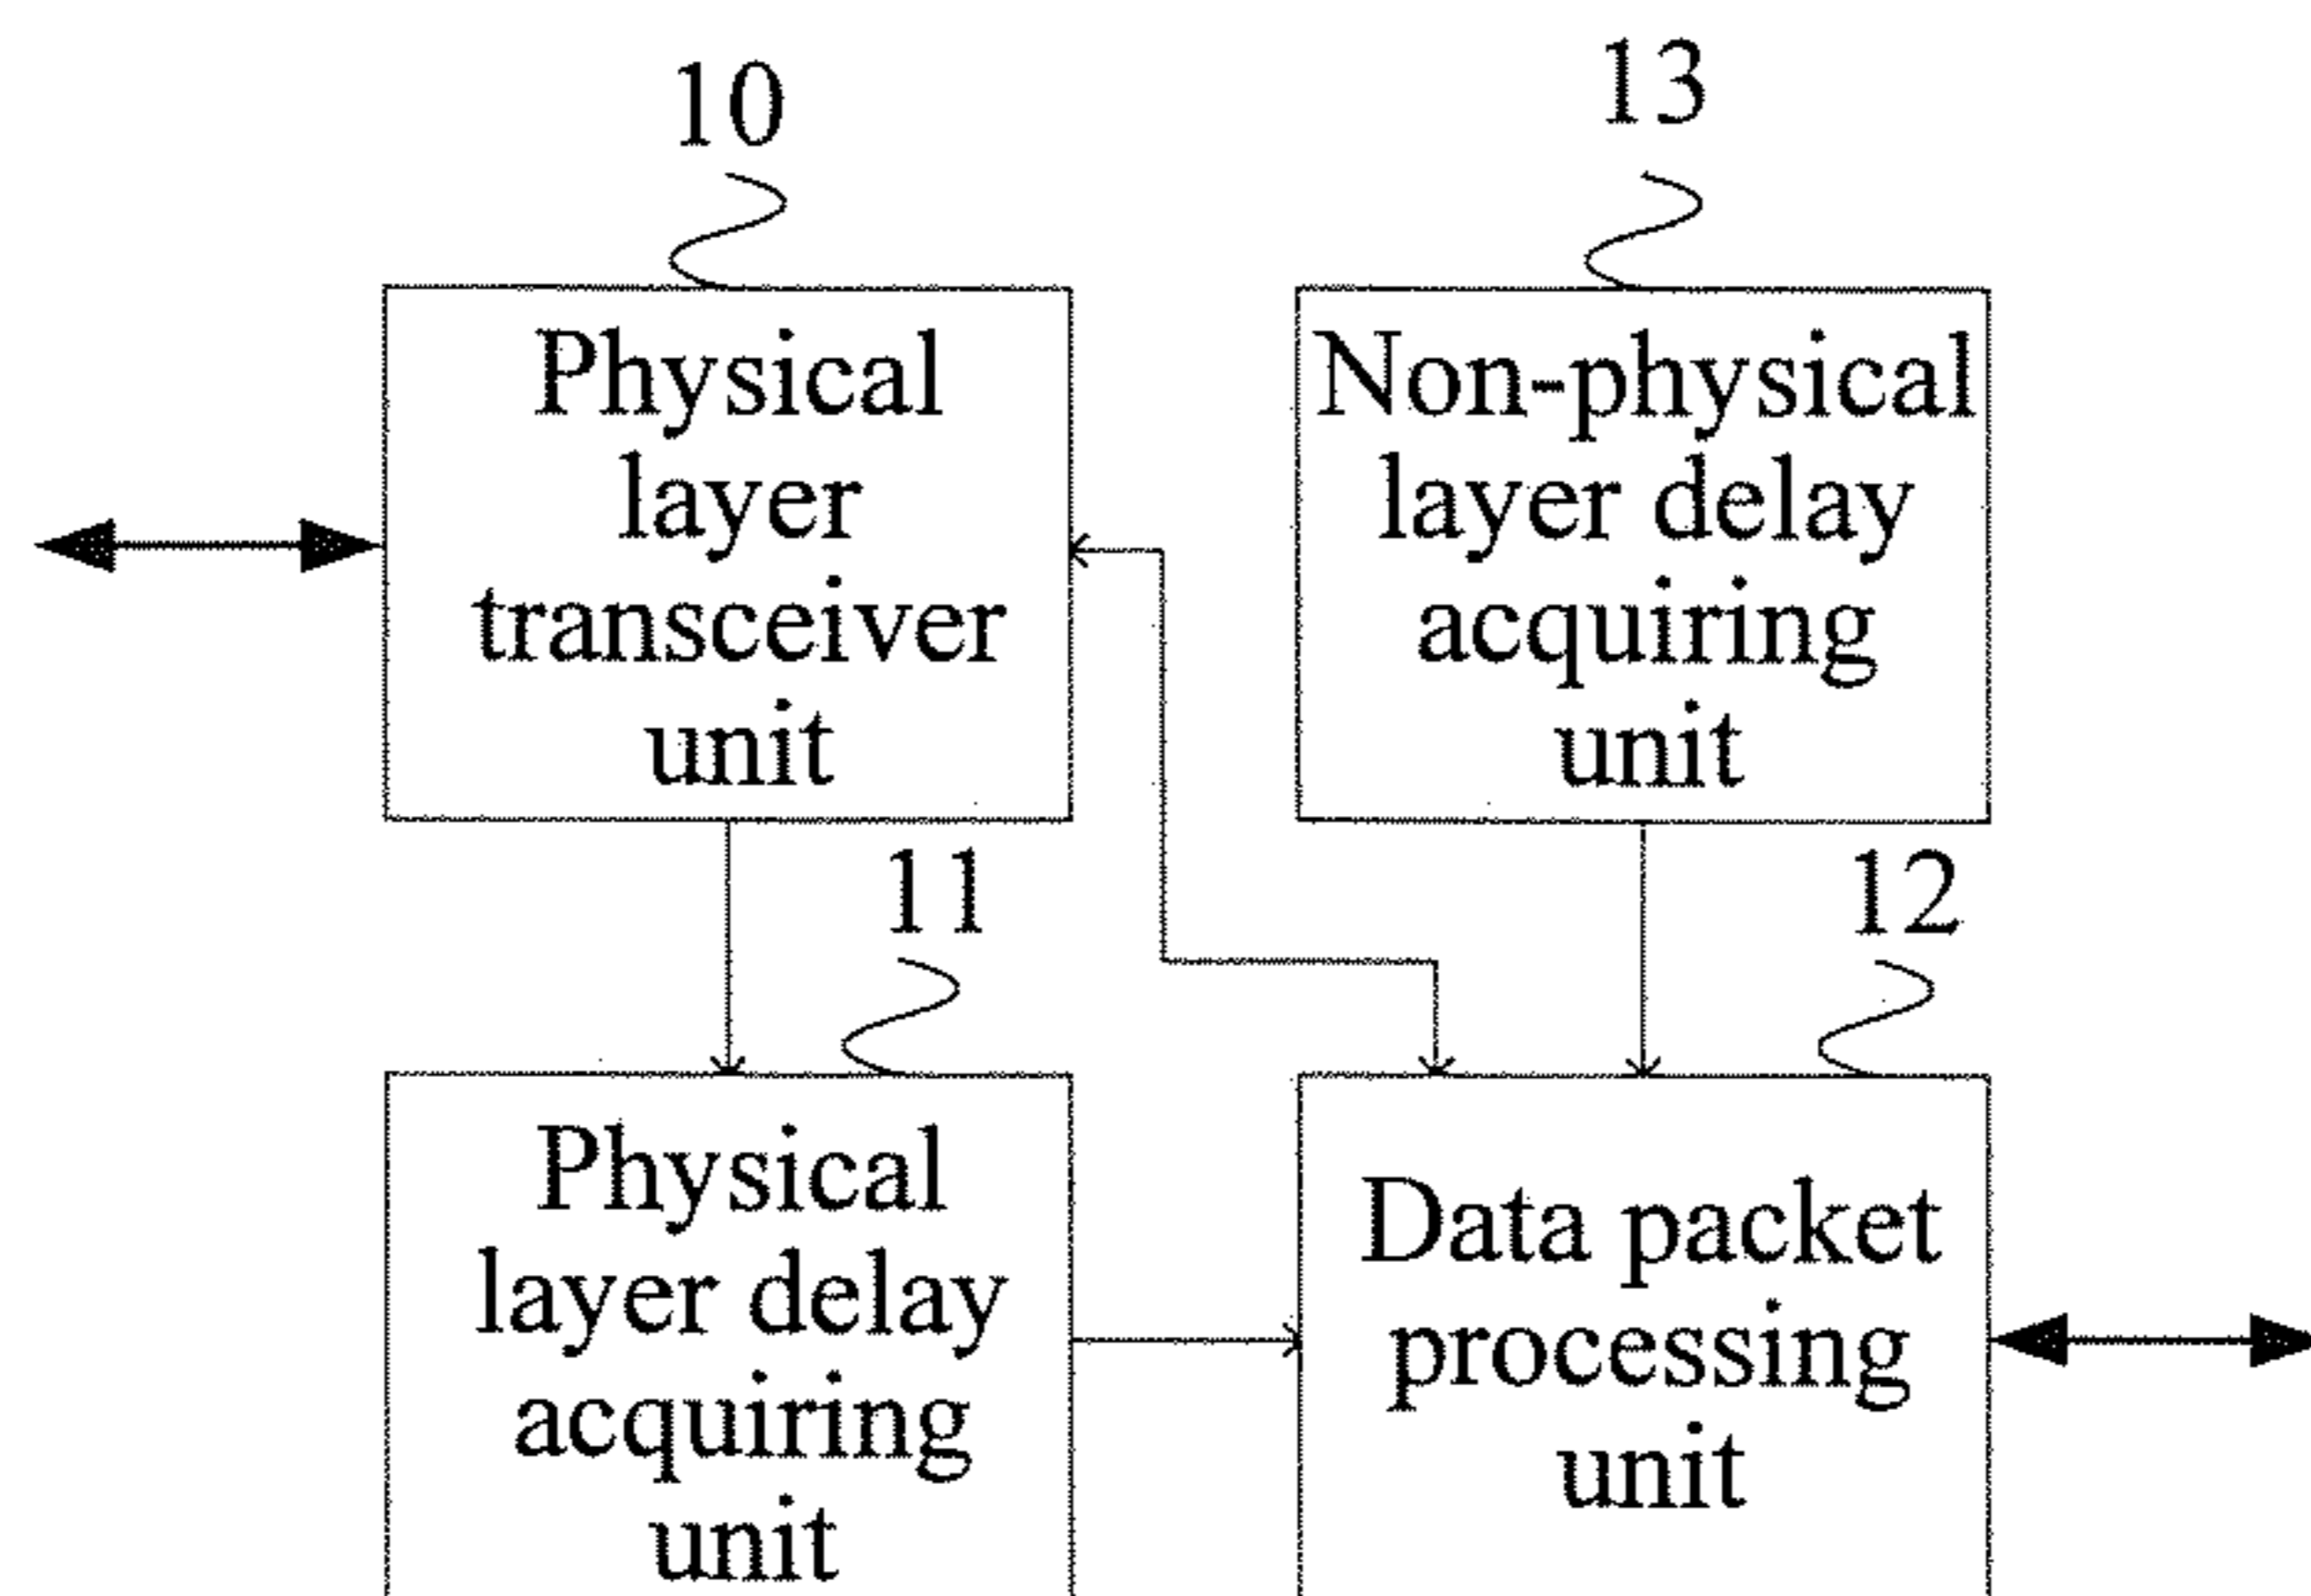 10
13
Physical
layer
transceiver
unit
Non-physical
layer delay
acquiring
unit
11
12
Physical
layer delay
acquiring
unit
Data packet
processing
unit